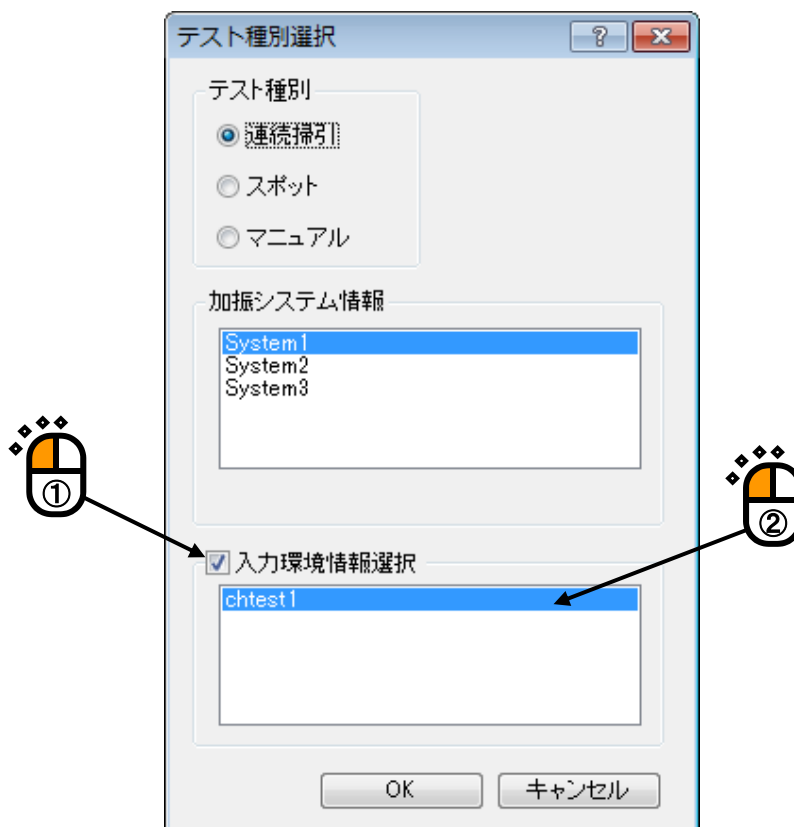 テスト種別選択
テスト種別
連続掃引
スポット
マニュアル
加振システム情報
System1
System2
System3
①
②
入力環境情報選択
chtest1
OK
キャンセル